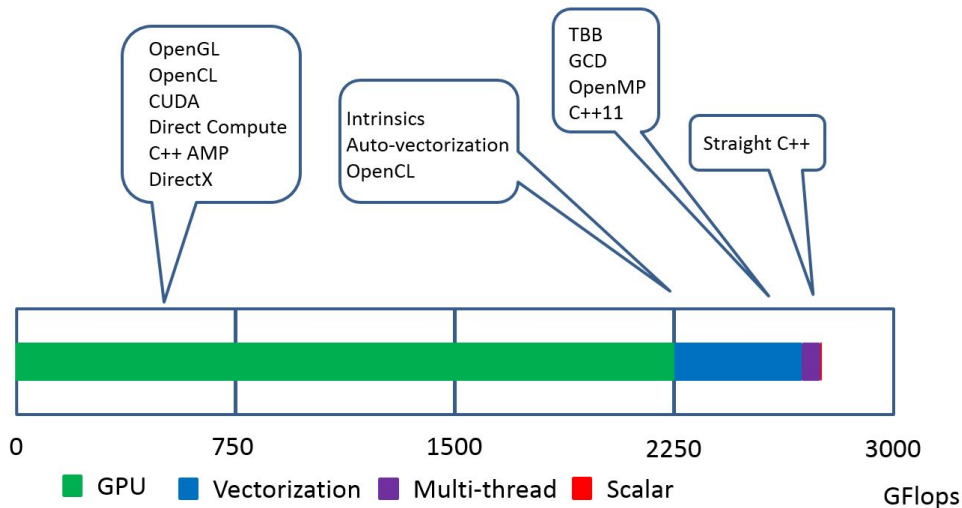 OpenGL
OpenCL
CUDA
Direct Compute
C++ AMP
DirectX
Intrinsics
Auto-vectorization
OpenCL
TBB
GCD
OpenMP
C++11
Straight C++
0 750 1500 2250 3000
GPU Vectorization Multi-thread Scalar
GFlops